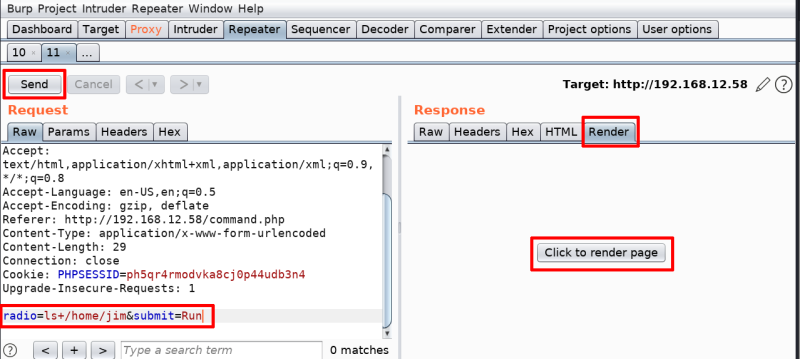 Burp Project Intruder Repeater Window Help
Dashboard Target Proxy Intruder Repeater Sequencer Decoder Comparer Extender Project options User options
10 × 11 × ...
Send Cancel < | ▾ > | ▾ Target: http://192.168.12.58 ?
Request
Raw Params Headers Hex
Accept:
text/html,application/xhtml+xml,application/xml;q=0.9,
*/*;q=0.8
Accept-Language: en-US,en;q=0.5
Accept-Encoding: gzip, deflate
Referer: http://192.168.12.58/command.php
Content-Type: application/x-www-form-urlencoded
Content-Length: 29
Connection: close
Cookie: PHPSESSID=ph5qr4rmodvka8cj0p44udb3n4
Upgrade-Insecure-Requests: 1
radio=ls+/home/jim&submit=Run
? < + > Type a search term 0 matches
Response
Raw Headers Hex HTML Render
Click to render page